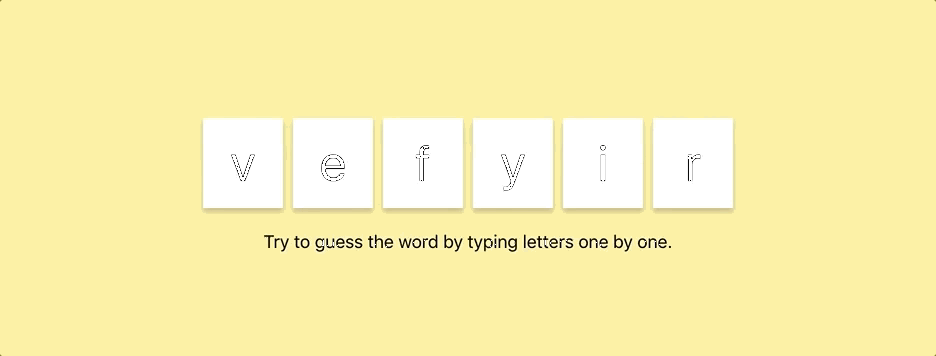 v e f y i r
Try to guess the word by typing letters one by one.